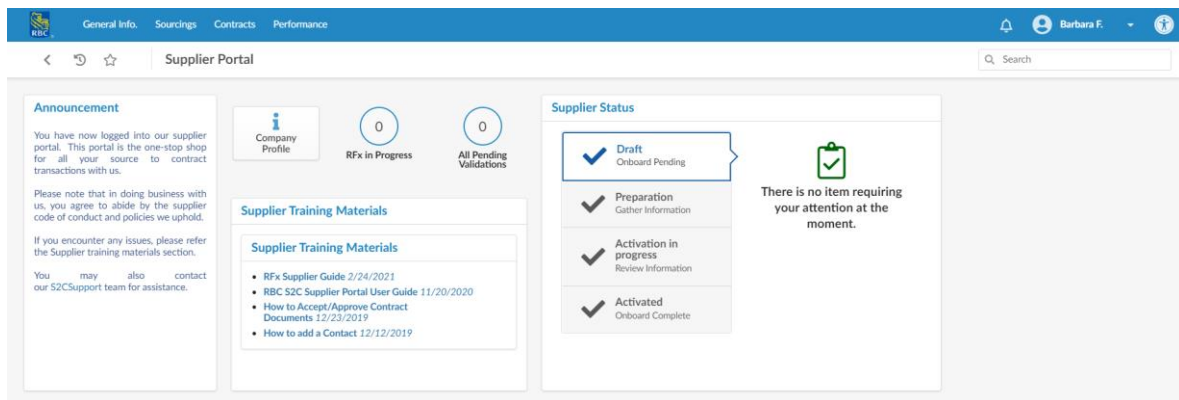 RBC
General Info.
Sourcings
Contracts
Performance
Barbara F.
Supplier Portal
Search
Announcement
You have now logged into our supplier
portal. This portal is the one-stop shop
for all your source to contract
transactions with us.
Please note that in doing business with
us, you agree to abide by the supplier
code of conduct and policies we uphold.
If you encounter any issues, please refer
the Supplier training materials section.
You may also contact
our S2CSupport team for assistance.
Company
Profile
0
RFx in Progress
0
All Pending
Validations
Supplier Training Materials
Supplier Training Materials
• RFx Supplier Guide 2/24/2021
• RBC S2C Supplier Portal User Guide 11/20/2020
• How to Accept/Approve Contract
Documents 12/23/2019
• How to add a Contact 12/12/2019
Supplier Status
Draft
Onboard Pending
Preparation
Gather Information
Activation in
progress
Review Information
Activated
Onboard Complete
There is no item requiring
your attention at the
moment.